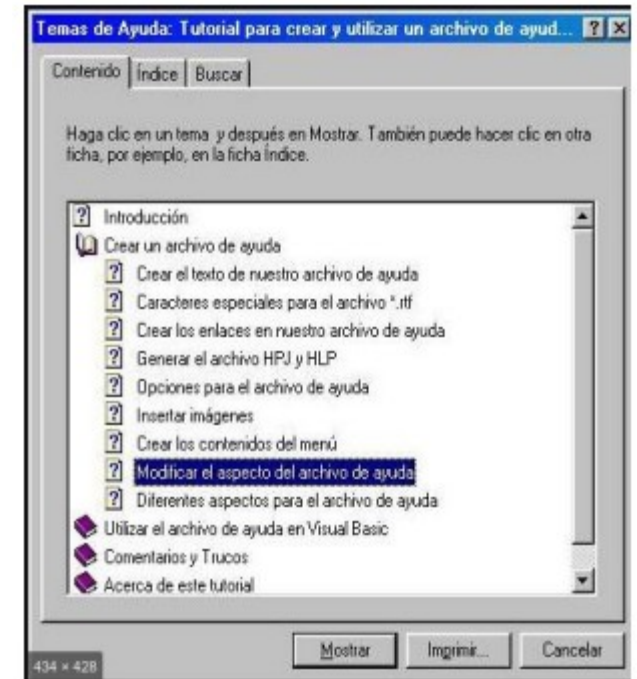 Temas de Ayuda: Tutorial para crear y utilizar un archivo de ayud...
Contenido Índice Buscar
Haga clic en un tema y después en Mostrar. También puede hacer clic en otra
ficha, por ejemplo, en la ficha Índice.
Introducción
Crear un archivo de ayuda
Crear el texto de nuestro archivo de ayuda
Caracteres especiales para el archivo *.rtf
Crear los enlaces en nuestro archivo de ayuda
Generar el archivo HPJ y HLP
Opciones para el archivo de ayuda
Insertar imágenes
Crear los contenidos del menú
Modificar el aspecto del archivo de ayuda
Diferentes aspectos para el archivo de ayuda
Utilizar el archivo de ayuda en Visual Basic
Comentarios y Trucos
Acerca de este tutorial
Mostrar Imprimir... Cancelar
434 × 428